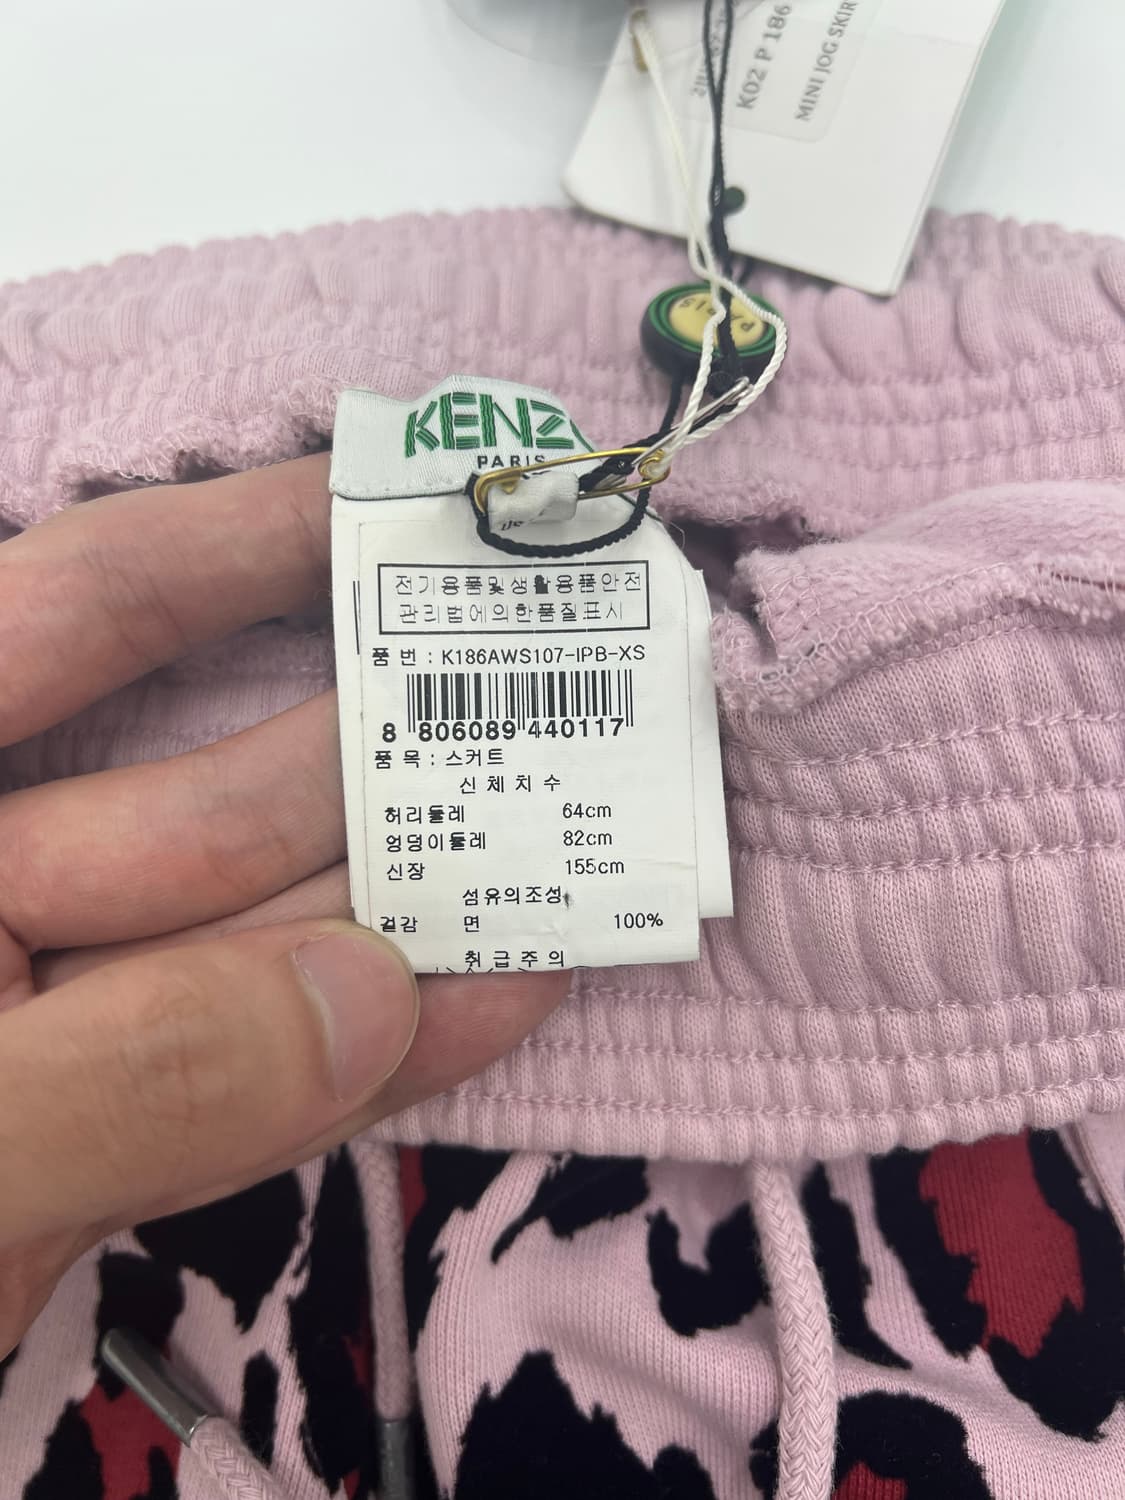 K02 P 186
MINI JOG SKIR
PARIS
KENZO
PARIS
전기용품및생활용품안전
관리법에의한품질표시
품 번 : K186AWS107-IPB-XS
8 806089 440117
품 목 : 스커트
신 체 치 수
허리둘레 64cm
엉덩이둘레 82cm
신장 155cm
섬유의조성
겉감 면 100%
취 급 주 의